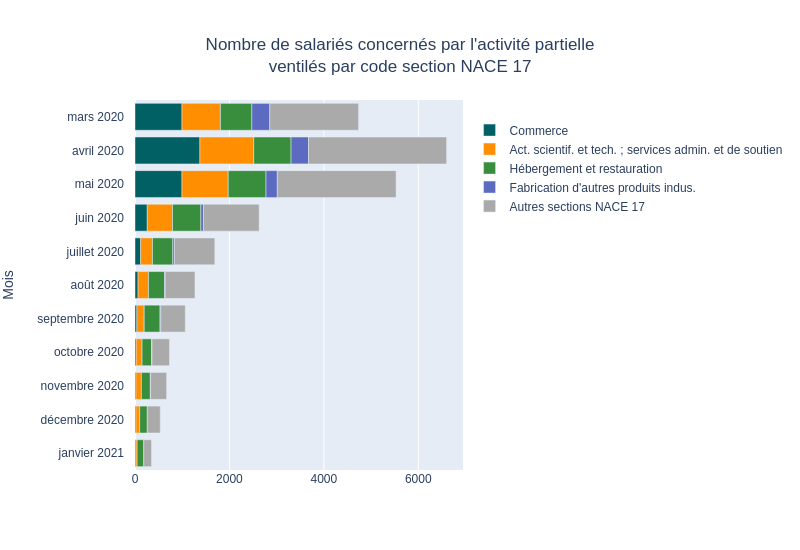 Nombre de salariés concernés par l'activité partielle
ventilés par code section NACE 17
mars 2020
avril 2020
mai 2020
juin 2020
juillet 2020
août 2020
septembre 2020
octobre 2020
novembre 2020
décembre 2020
janvier 2021
Mois
0
2000
4000
6000
Commerce
Act. scientif. et tech. ; services admin. et de soutien
Hébergement et restauration
Fabrication d'autres produits indus.
Autres sections NACE 17